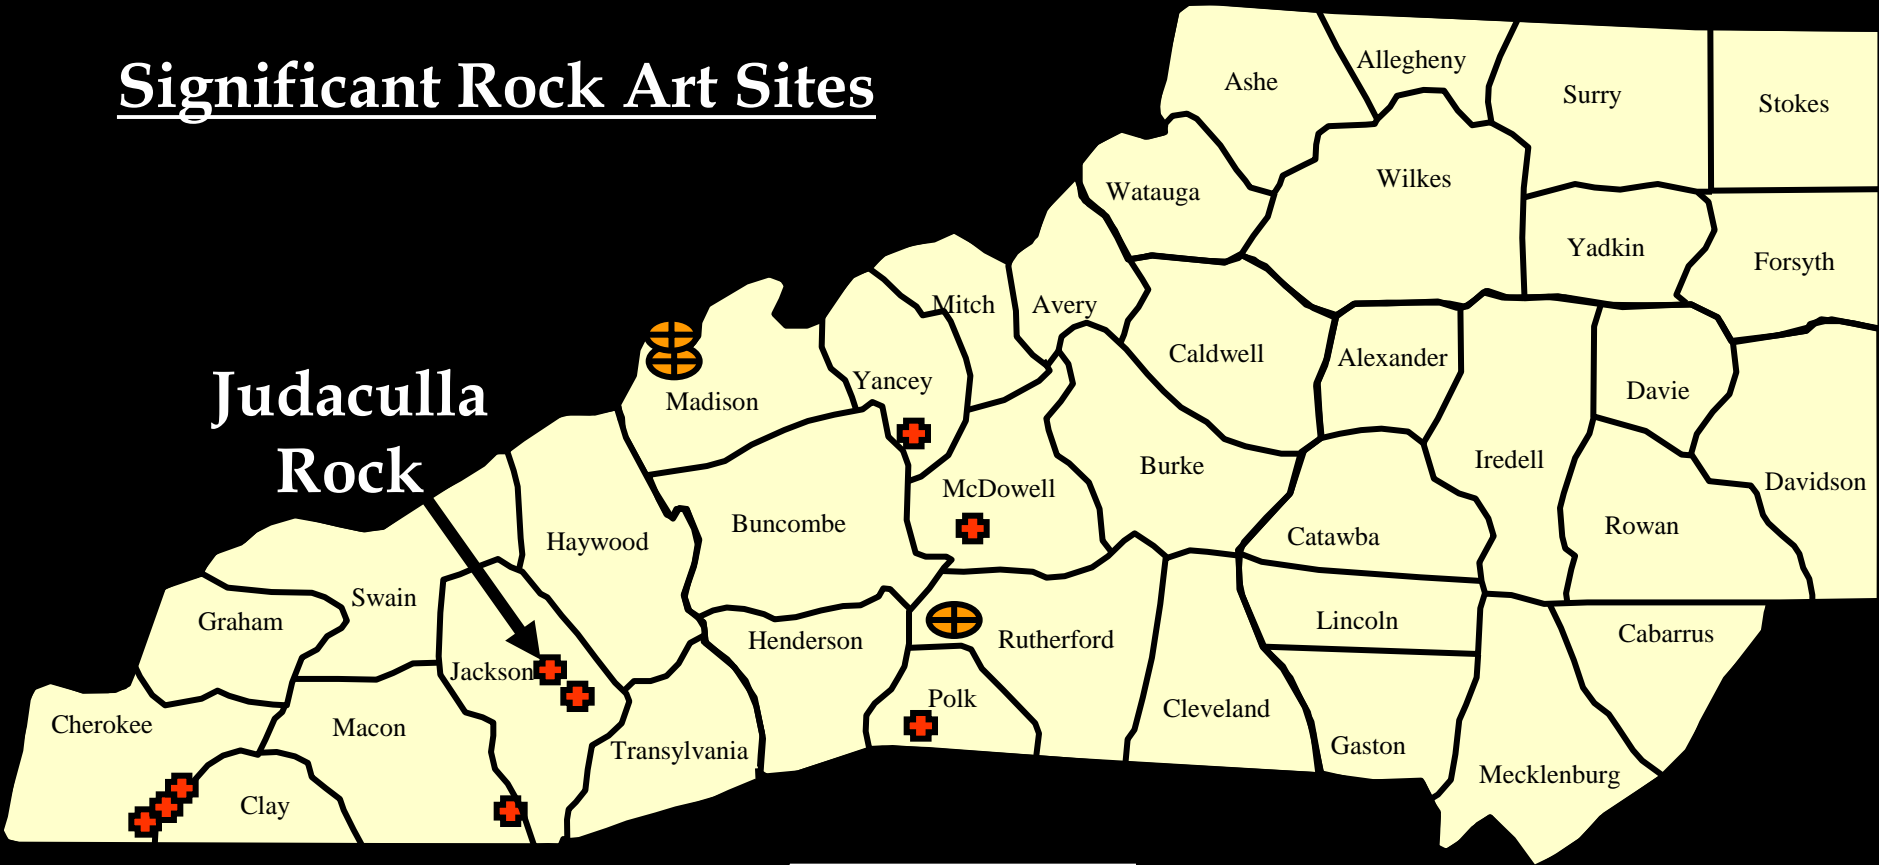 Significant Rock Art Sites
Ashe
Allegheny
Surry
Stokes
Watauga
Wilkes
Yadkin
Forsyth
Mitch
Avery
Caldwell
Alexander
Davie
Yancey
Madison
Judaculla
Rock
Burke
Iredell
Davidson
McDowell
Buncombe
Rowan
Catawba
Haywood
Swain
Graham
Lincoln
Cabarrus
Henderson
Rutherford
Jackson
Polk
Cleveland
Cherokee
Macon
Transylvania
Gaston
Mecklenburg
Clay